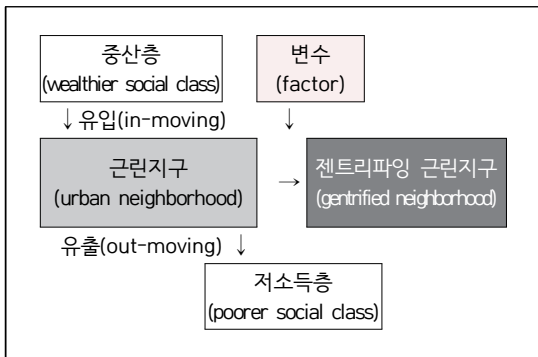 중산층
(wealthier social class)
변수
(factor)
↓ 유입(in-moving)
↓
근린지구
(urban neighborhood)
→
젠트리파잉 근린지구
(gentrified neighborhood)
유출(out-moving) ↓
저소득층
(poorer social class)